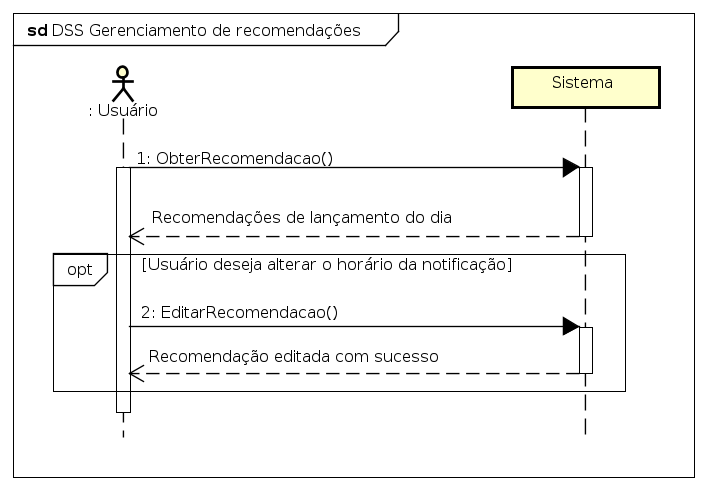 sd DSS Gerenciamento de recomendações
: Usuário
Sistema
1: ObterRecomendacao()
Recomendações de lançamento do dia
opt
[Usuário deseja alterar o horário da notificação]
2: EditarRecomendacao()
Recomendação editada com sucesso